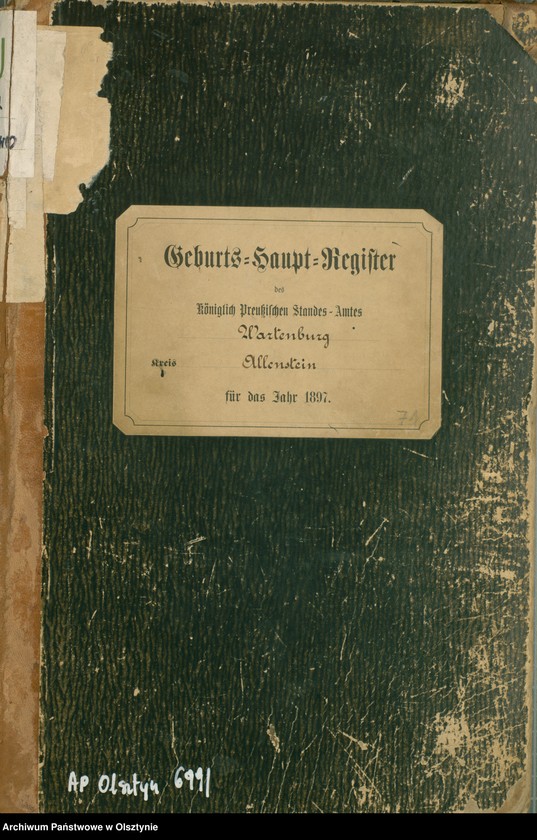 Geburts-Haupt-Register
des
Königlich Preußischen Standes-Amtes
Wartenburg
Kreis Allenstein
für das Jahr 1897.
71
AP Olsztyn 699/
Archiwum Państwowe w Olsztynie